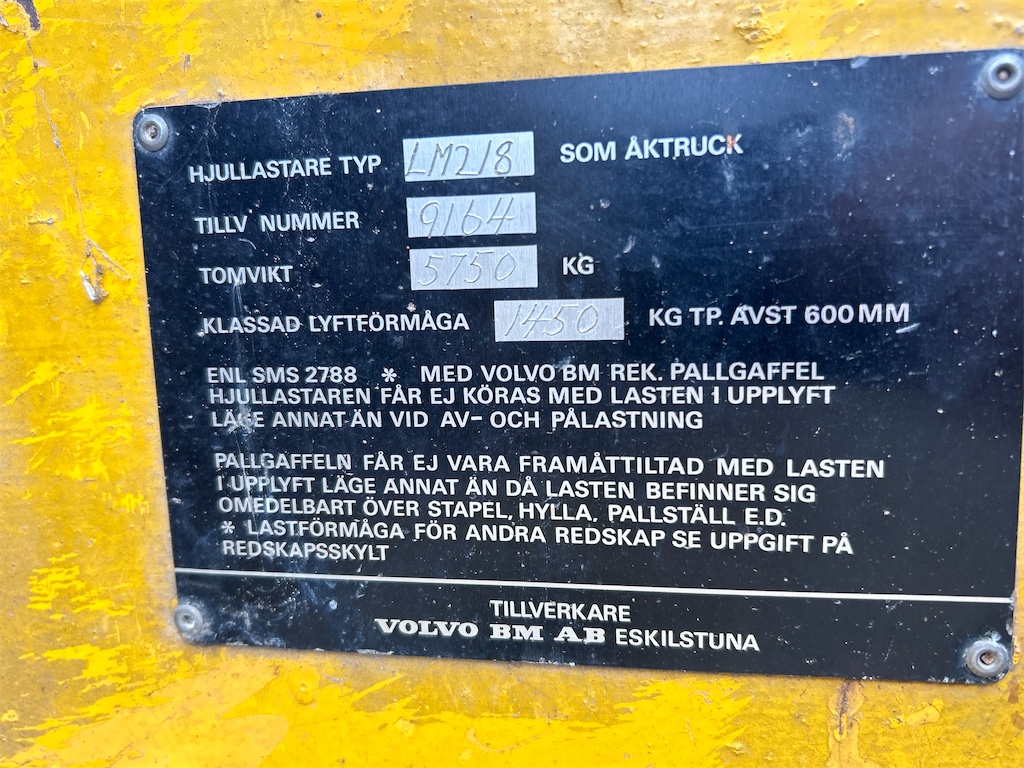 HJULLASTARE TYP LM218 SOM ÅKTRUCK
TILLV NUMMER 9164
TOMVIKT 5750 KG
KLASSAD LYFTFÖRMÅGA 1450 KG TP. AVST 600MM
ENL SMS 2788 * MED VOLVO BM REK. PALLGAFFEL
HJULLASTAREN FÅR EJ KÖRAS MED LASTEN I UPPLYFT
LÄGE ANNAT ÄN VID AV- OCH PÅLASTNING
PALLGAFFELN FÅR EJ VARA FRAMÅTTILTAD MED LASTEN
I UPPLYFT LÄGE ANNAT ÄN DÅ LASTEN BEFINNER SIG
OMEDELBART ÖVER STAPEL, HYLLA, PALLSTÄLL E.D.
* LASTFÖRMÅGA FÖR ANDRA REDSKAP SE UPPGIFT PÅ
REDSKAPSSKYLT
TILLVERKARE
VOLVO BM AB ESKILSTUNA